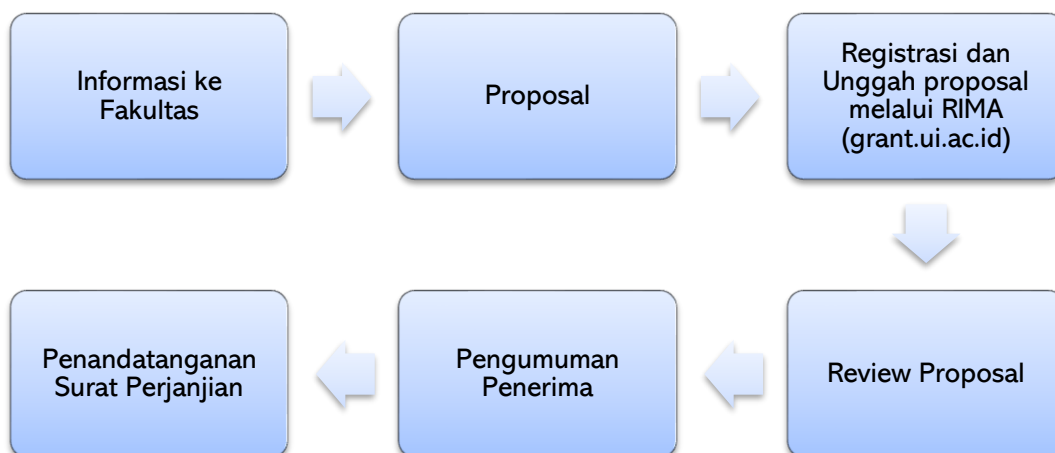 Informasi ke
Fakultas
Proposal
Registrasi dan
Unggah proposal
melalui RIMA
(grant.ui.ac.id)
Review Proposal
Pengumuman
Penerima
Penandatanganan
Surat Perjanjian